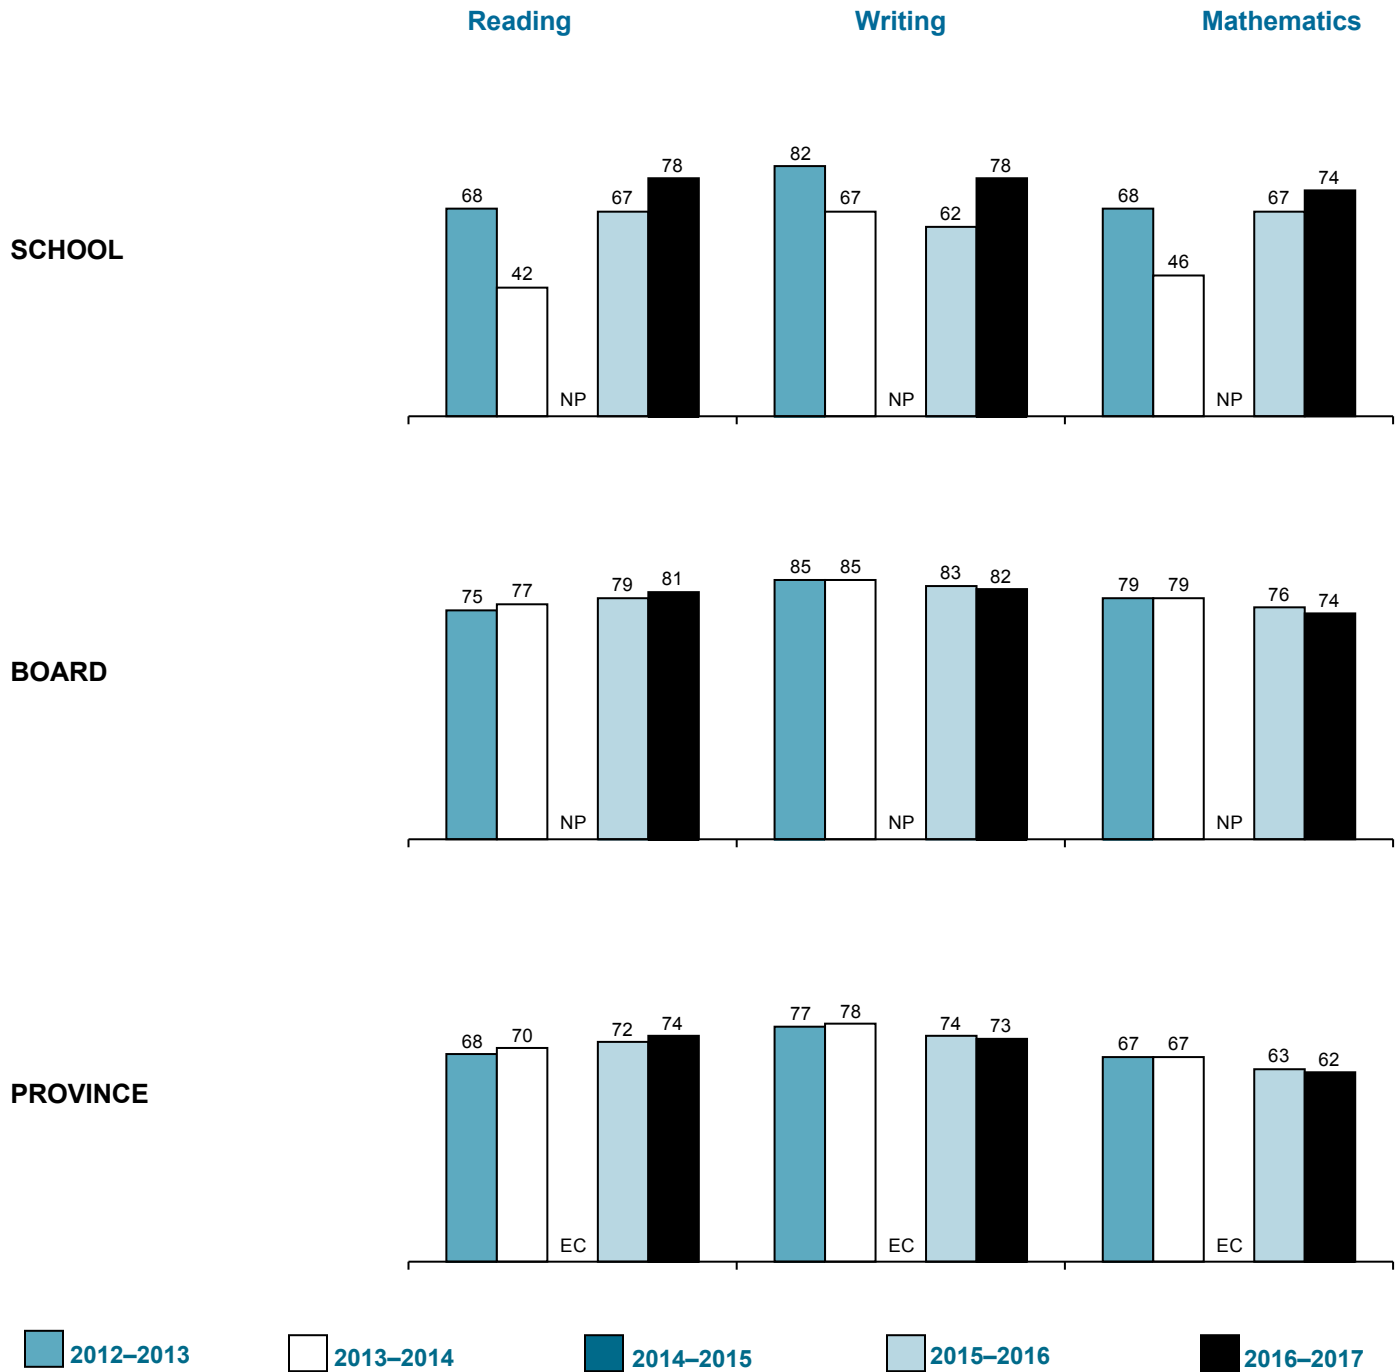 Reading Writing Mathematics
SCHOOL
68 42 NP 67 78 82 67 NP 62 78 68 46 NP 67 74
BOARD
75 77 NP 79 81 85 85 NP 83 82 79 79 NP 76 74
PROVINCE
68 70 EC 72 74 77 78 EC 74 73 67 67 EC 63 62
2012–2013 2013–2014 2014–2015 2015–2016 2016–2017